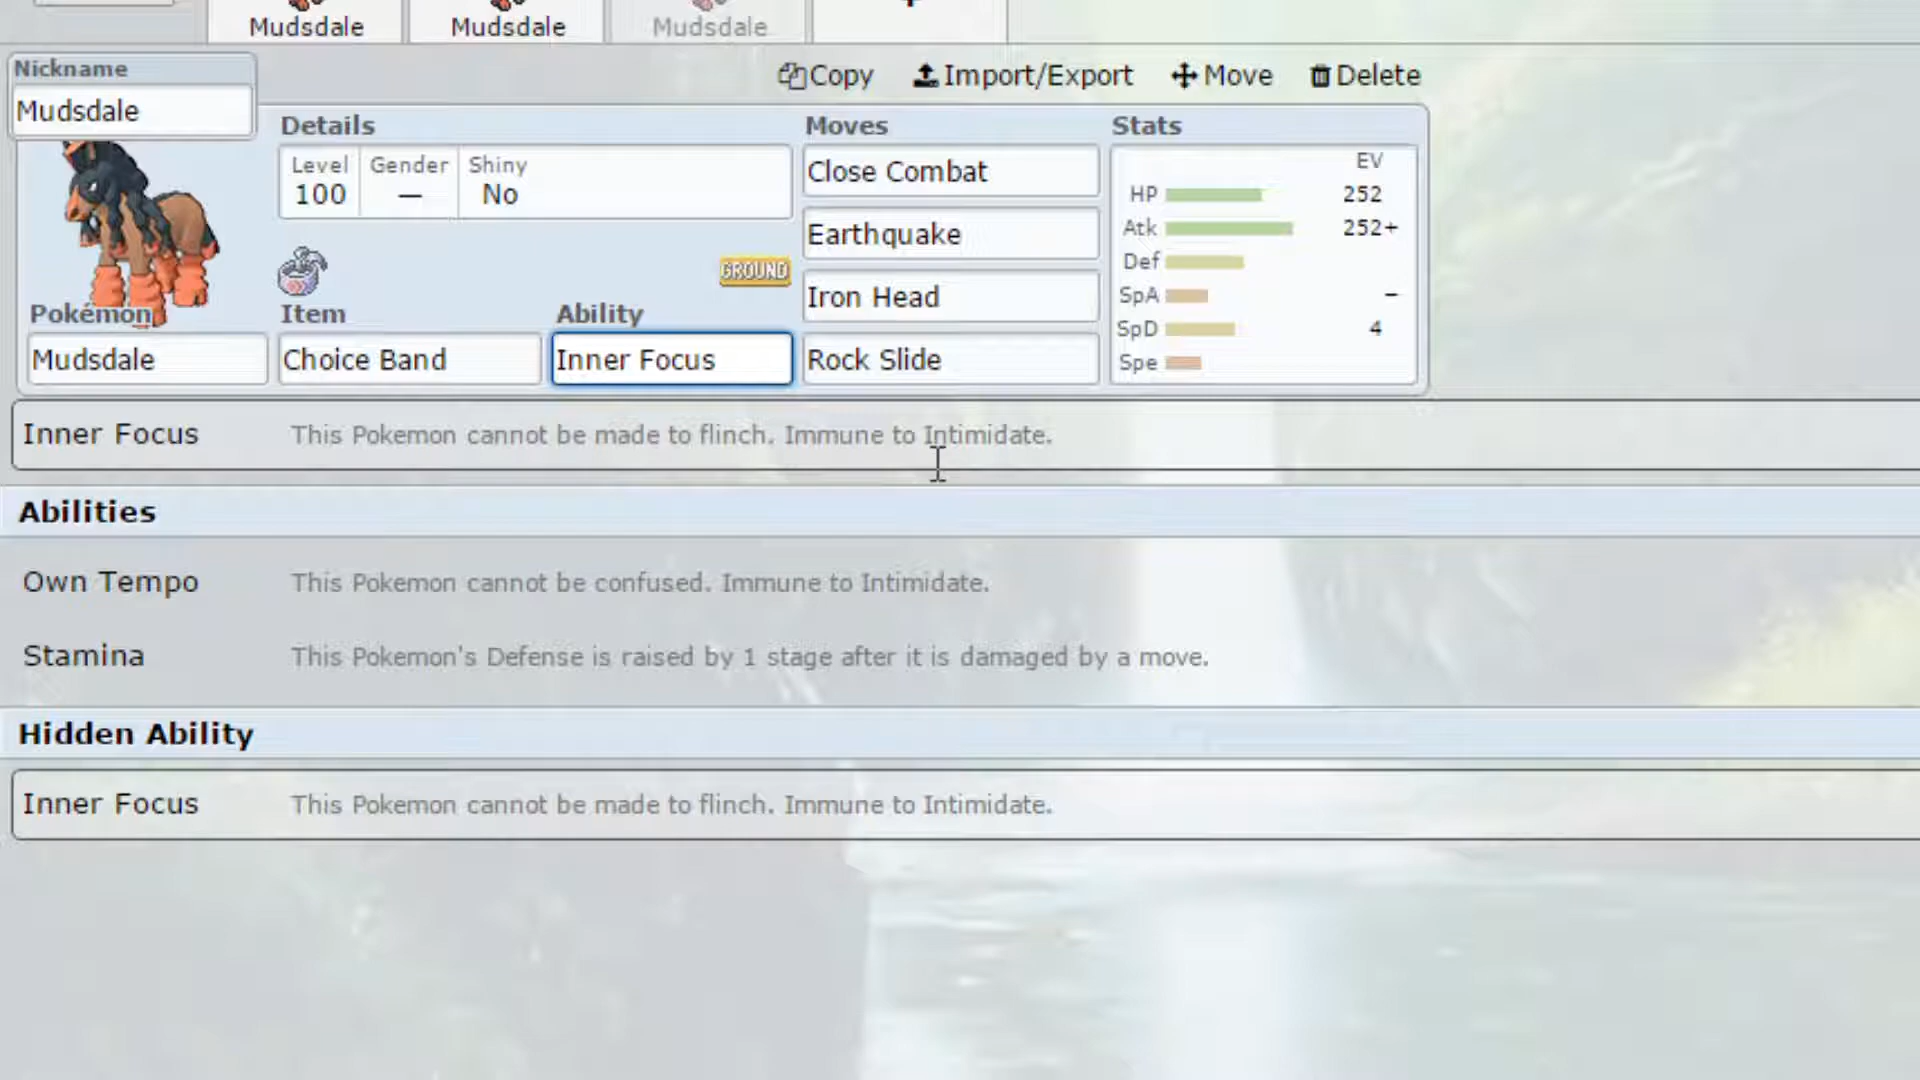 Mudsdale Mudsdale Mudsdale
Nickname
Mudsdale
Copy Import/Export Move Delete
Details Moves Stats
Level Gender Shiny
100 — No
GROUND
Pokémon Item Ability
Mudsdale Choice Band Inner Focus
Close Combat
Earthquake
Iron Head
Rock Slide
EV
HP 252
Atk 252+
Def
SpA −
SpD 4
Spe
Inner Focus This Pokemon cannot be made to flinch. Immune to Intimidate.
Abilities
Own Tempo This Pokemon cannot be confused. Immune to Intimidate.
Stamina This Pokemon's Defense is raised by 1 stage after it is damaged by a move.
Hidden Ability
Inner Focus This Pokemon cannot be made to flinch. Immune to Intimidate.